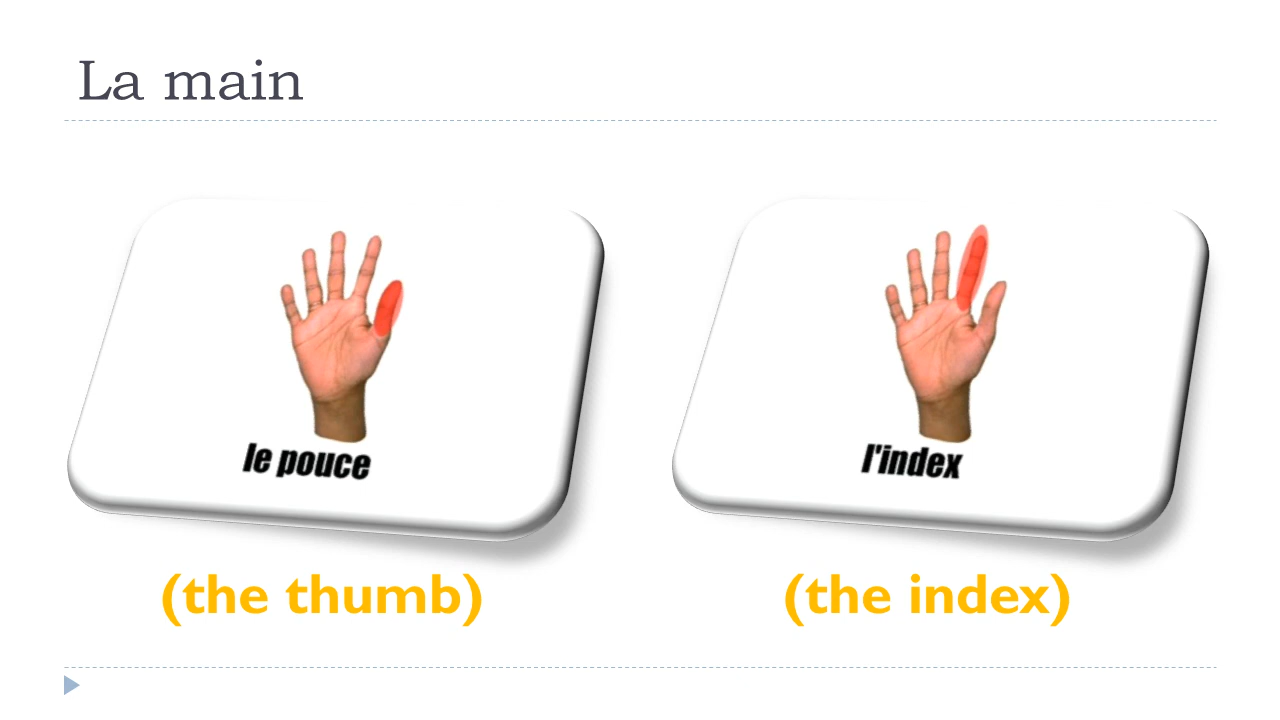 La main
le pouce
l'index
(the thumb)
(the index)